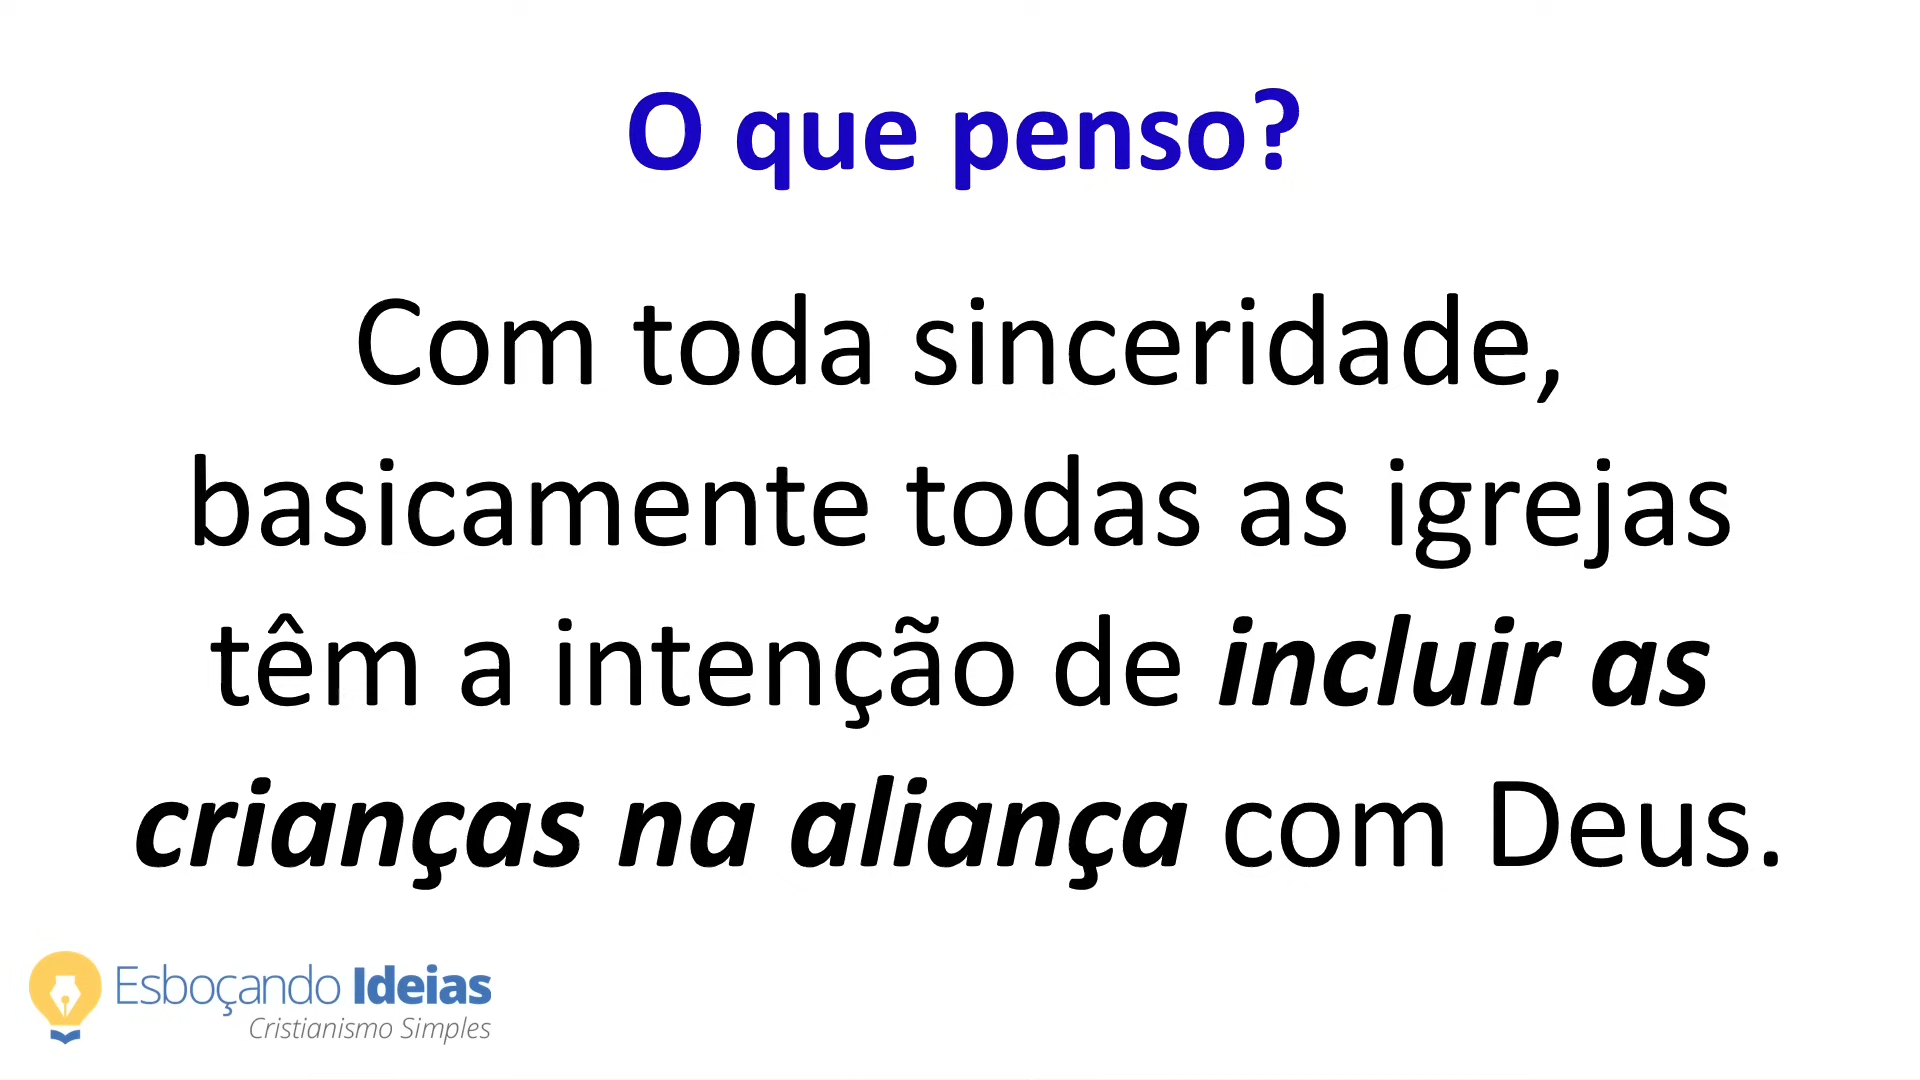 O que penso?
Com toda sinceridade,
basicamente todas as igrejas
têm a intenção de incluir as
crianças na aliança com Deus.
Esboçando Ideias
Cristianismo Simples